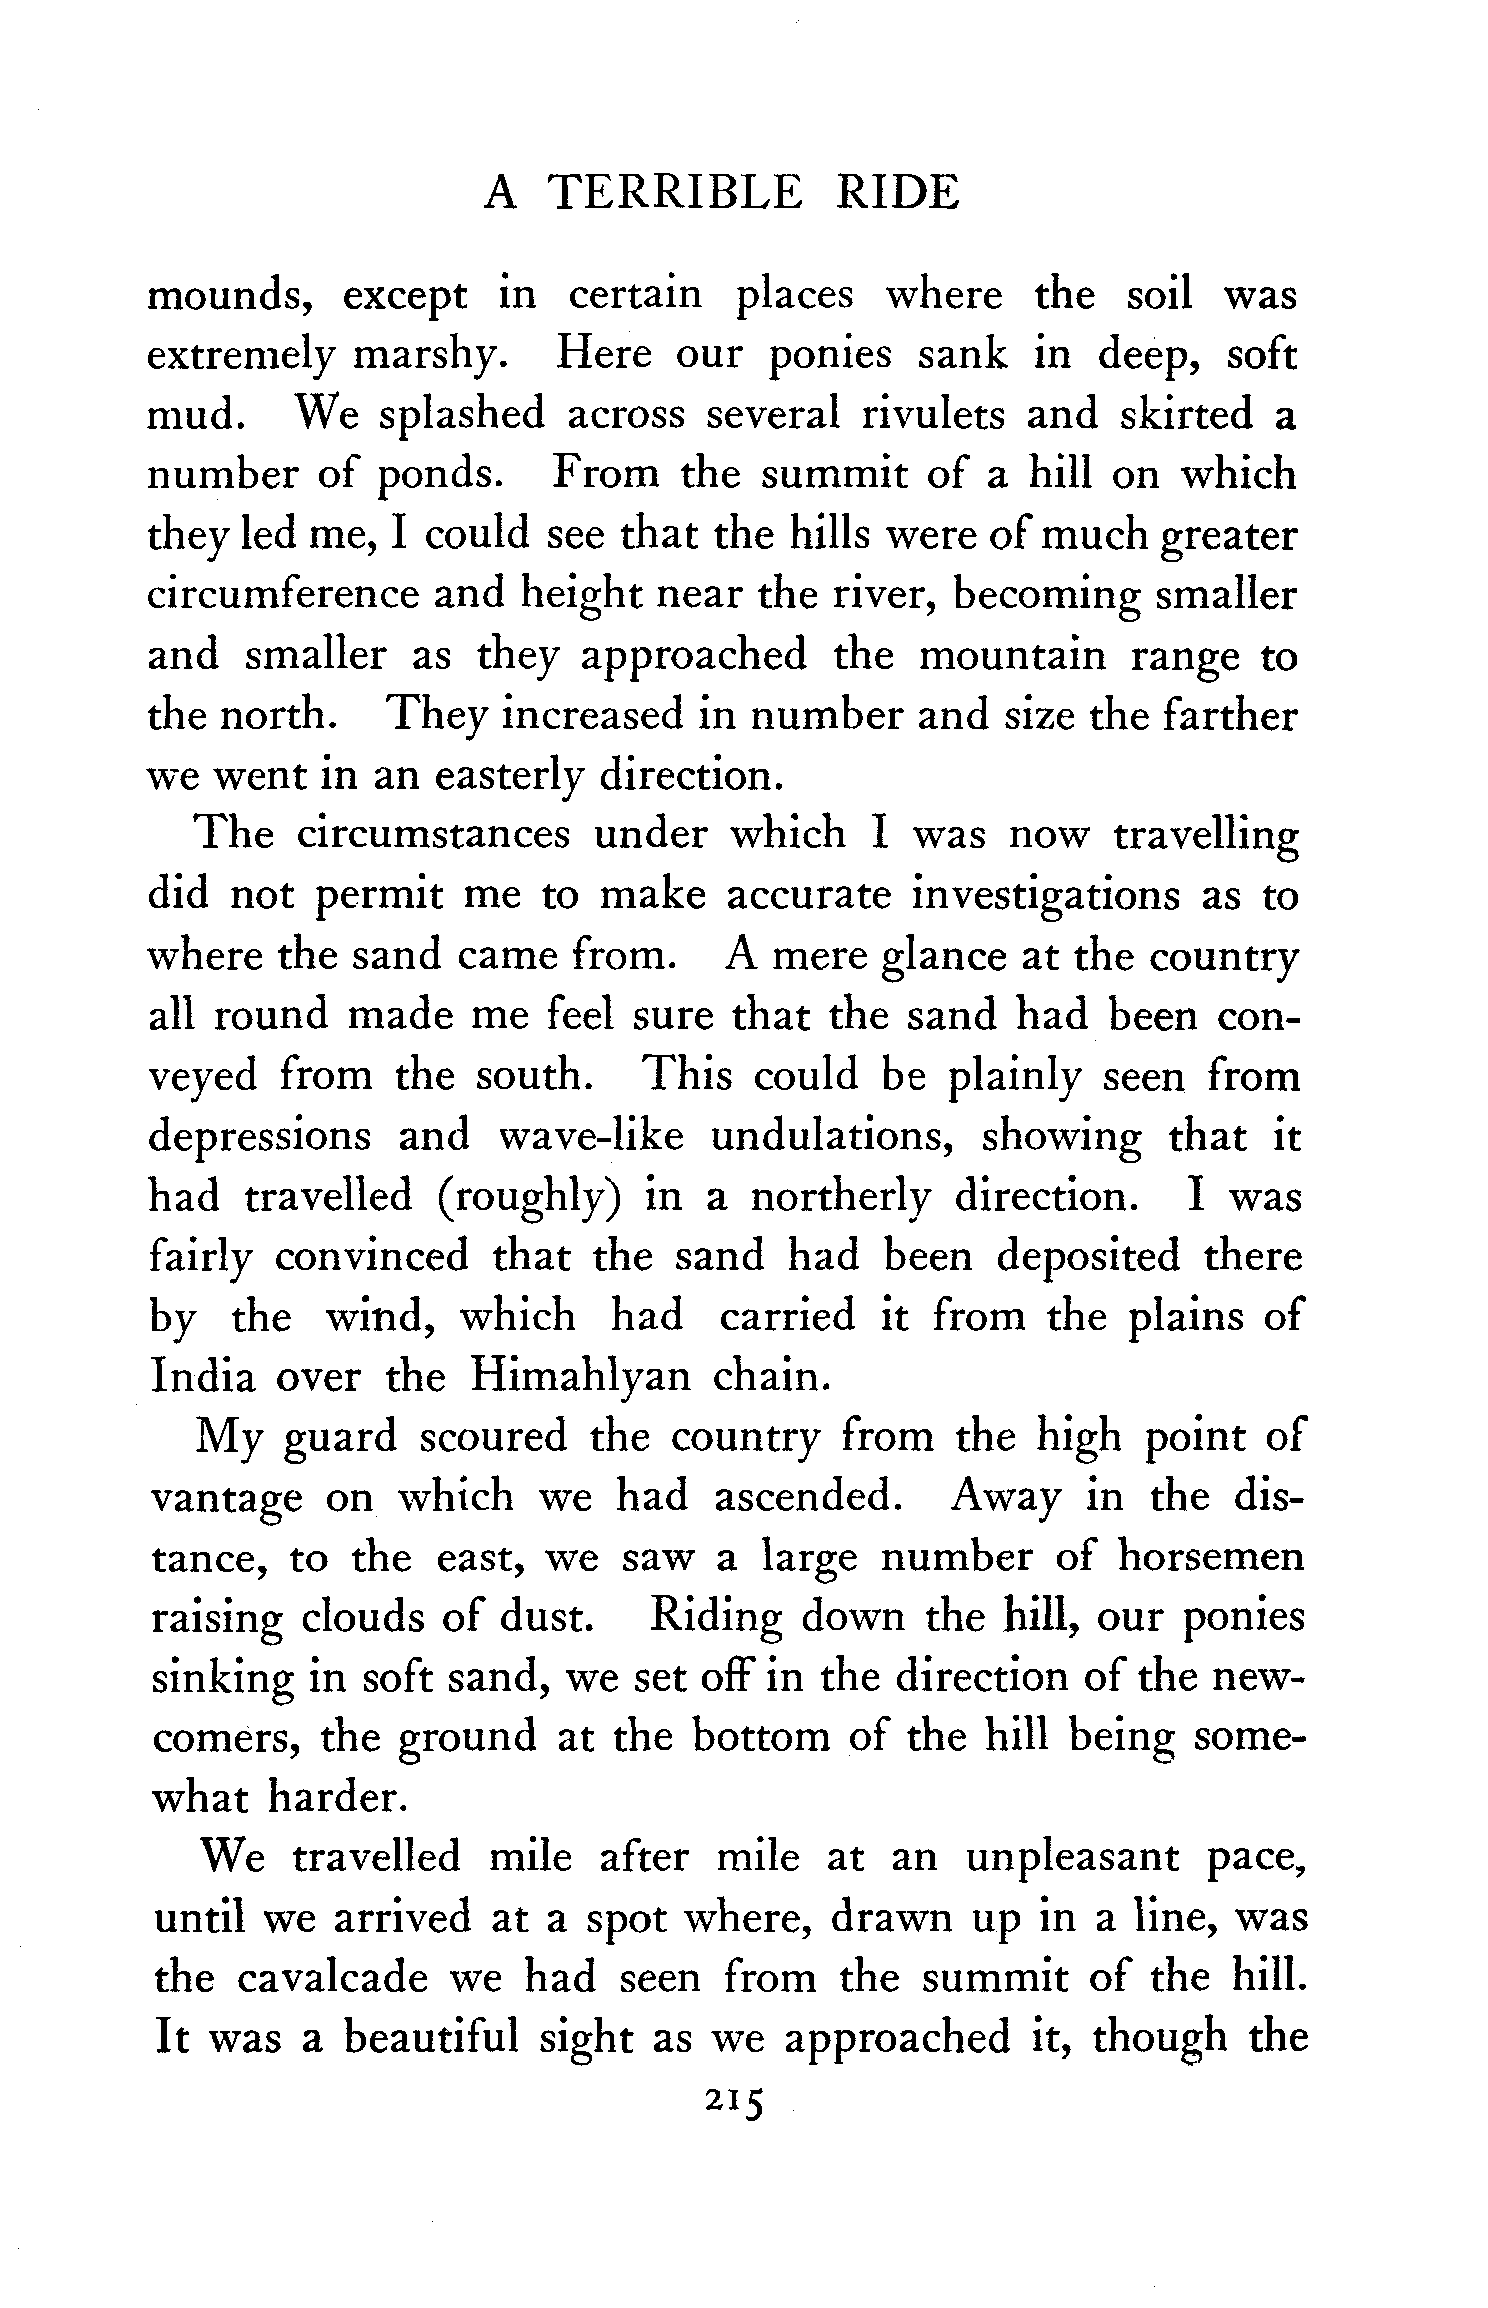 A TERRIBLE RIDE
mounds, except in certain places where the soil was
extremely marshy. Here our ponies sank in deep, soft
mud. We splashed across several rivulets and skirted a
number of ponds. From the summit of a hill on which
they led me, I could see that the hills were of much greater
circumference and height near the river, becoming smaller
and smaller as they approached the mountain range to
the north. They increased in number and size the farther
we went in an easterly direction.
The circumstances under which I was now travelling
did not permit me to make accurate investigations as to
where the sand came from. A mere glance at the country
all round made me feel sure that the sand had been con-
veyed from the south. This could be plainly seen from
depressions and wave-like undulations, showing that it
had travelled (roughly) in a northerly direction. I was
fairly convinced that the sand had been deposited there
by the wind, which had carried it from the plains of
India over the Himahlyan chain.
My guard scoured the country from the high point of
vantage on which we had ascended. Away in the dis-
tance, to the east, we saw a large number of horsemen
raising clouds of dust. Riding down the hill, our ponies
sinking in soft sand, we set off in the direction of the new-
comers, the ground at the bottom of the hill being some-
what harder.
We travelled mile after mile at an unpleasant pace,
until we arrived at a spot where, drawn up in a line, was
the cavalcade we had seen from the summit of the hill.
It was a beautiful sight as we approached it, though the
215